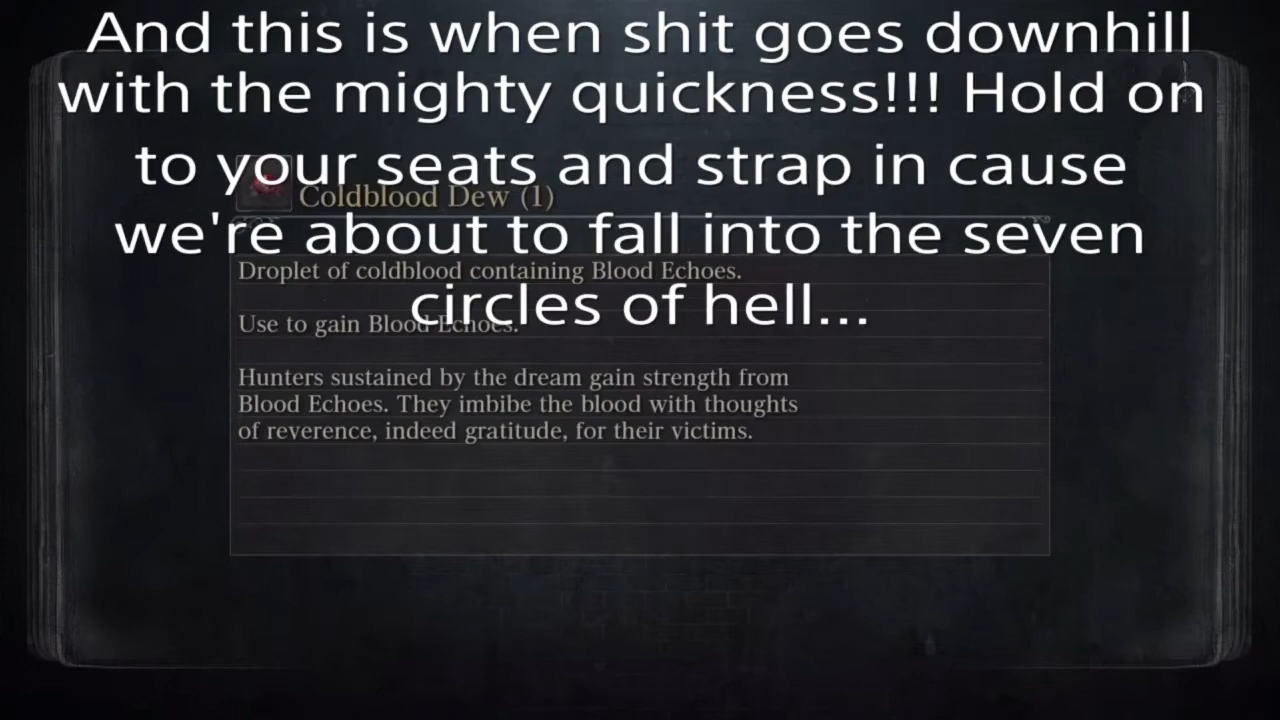 And this is when shit goes downhill
with the mighty quickness!!! Hold on
to your seats and strap in cause
Coldblood Dew (1)
we're about to fall into the seven
Droplet of coldblood containing Blood Echoes.
circles of hell...
Use to gain Blood Echoes.
Hunters sustained by the dream gain strength from
Blood Echoes. They imbibe the blood with thoughts
of reverence, indeed gratitude, for their victims.